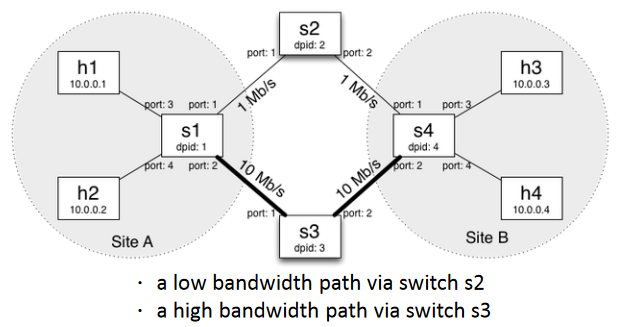 s2
dpid: 2
port: 1
port: 2
h1
10.0.0.1
h3
10.0.0.3
1 Mb/s
1 Mb/s
port: 3
port: 1
port: 1
port: 3
s1
dpid: 1
s4
dpid: 4
port: 4
port: 2
port: 2
port: 4
10 Mb/s
10 Mb/s
h2
10.0.0.2
h4
10.0.0.4
port: 1
port: 2
s3
dpid: 3
Site A
Site B
· a low bandwidth path via switch s2
· a high bandwidth path via switch s3